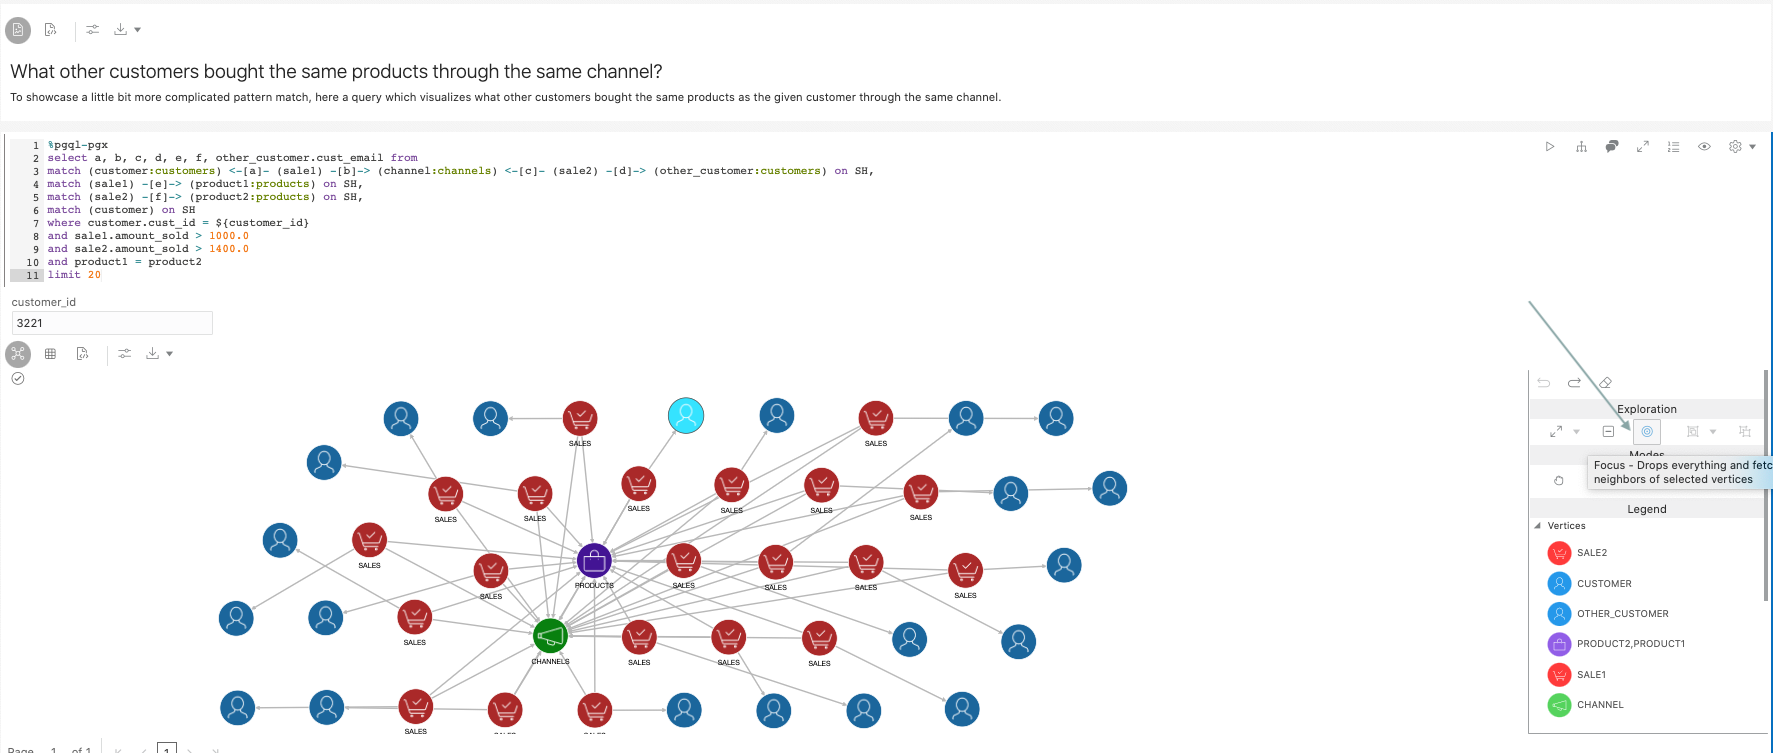 What other customers bought the same products through the same channel?
To showcase a little bit more complicated pattern match, here a query which visualizes what other customers bought the same products as the given customer through the same channel.
1 %pgql-pgx
2 select a, b, c, d, e, f, other_customer.cust_email from
3 match (customer:customers) <-[a]- (sale1) -[b]-> (channel:channels) <-[c]- (sale2) -[d]-> (other_customer:customers) on SH,
4 match (sale1) -[e]-> (product1:products) on SH,
5 match (sale2) -[f]-> (product2:products) on SH,
6 match (customer) on SH
7 where customer.cust_id = ${customer_id}
8 and sale1.amount_sold > 1000.0
9 and sale2.amount_sold > 1400.0
10 and product1 = product2
11 limit 20
customer_id
3221
SALES SALES
SALES SALES SALES
SALES SALES SALES
SALES
SALES PRODUCTS SALES SALES SALES SALES
SALES
SALES
CHANNELS SALES SALES SALES
SALES SALES SALES
Page 1 of 1 1
Exploration
Modes
Focus - Drops everything and fetc
neighbors of selected vertices
Legend
Vertices
SALE2
CUSTOMER
OTHER_CUSTOMER
PRODUCT2,PRODUCT1
SALE1
CHANNEL